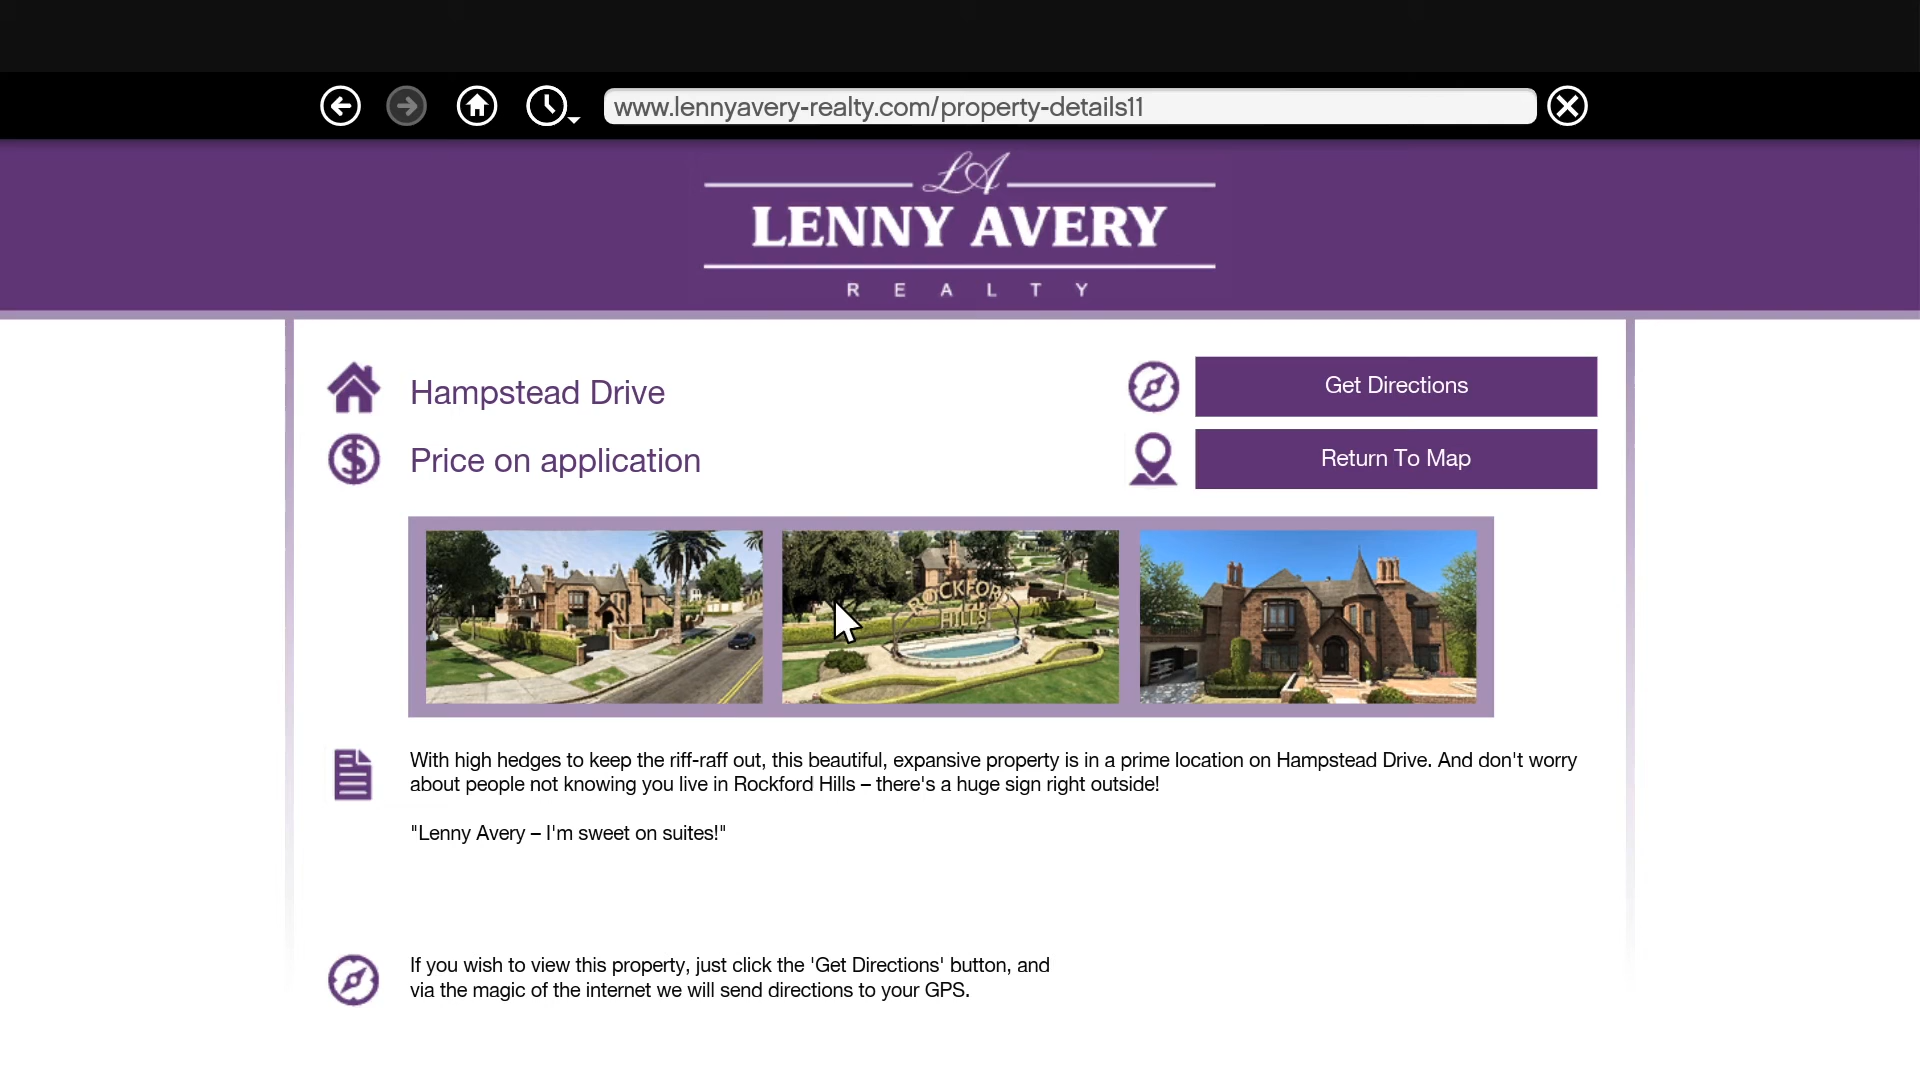 www.lennyavery-realty.com/property-details11
LA
LENNY AVERY
REALTY
Hampstead Drive
Get Directions
Price on application
Return To Map
ROCKFORD
HILLS
With high hedges to keep the riff-raff out, this beautiful, expansive property is in a prime location on Hampstead Drive. And don't worry
about people not knowing you live in Rockford Hills – there's a huge sign right outside!
"Lenny Avery – I'm sweet on suites!"
If you wish to view this property, just click the 'Get Directions' button, and
via the magic of the internet we will send directions to your GPS.